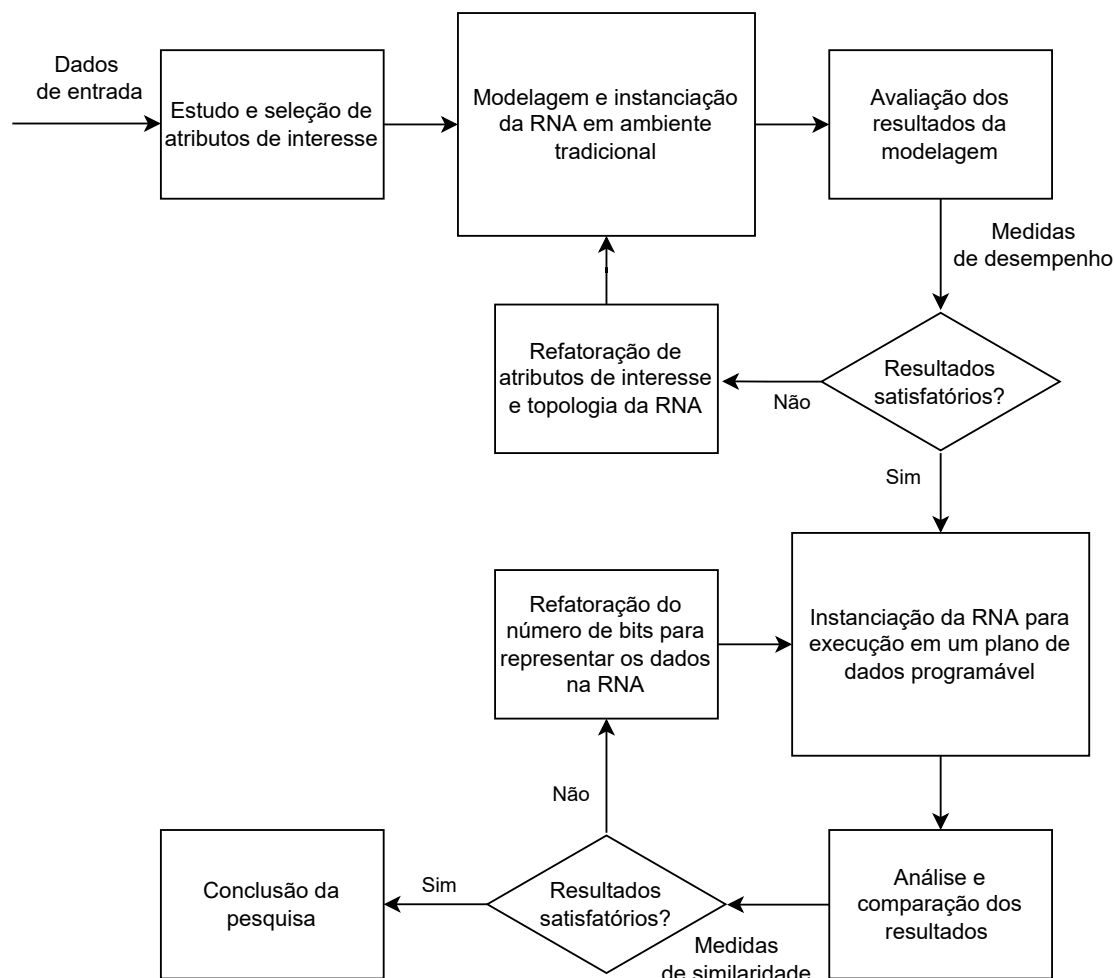 Dados
de entrada
Estudo e seleção de
atributos de interesse
Modelagem e instanciação
da RNA em ambiente
tradicional
Avaliação dos
resultados da
modelagem
Medidas
de desempenho
Resultados
satisfatórios?
Não
Refatoração de
atributos de interesse
e topologia da RNA
Sim
Instanciação da RNA para
execução em um plano de
dados programável
Refatoração do
número de bits para
representar os dados
na RNA
Não
Análise e
comparação dos
resultados
Medidas
de similaridade
Resultados
satisfatórios?
Sim
Conclusão da
pesquisa